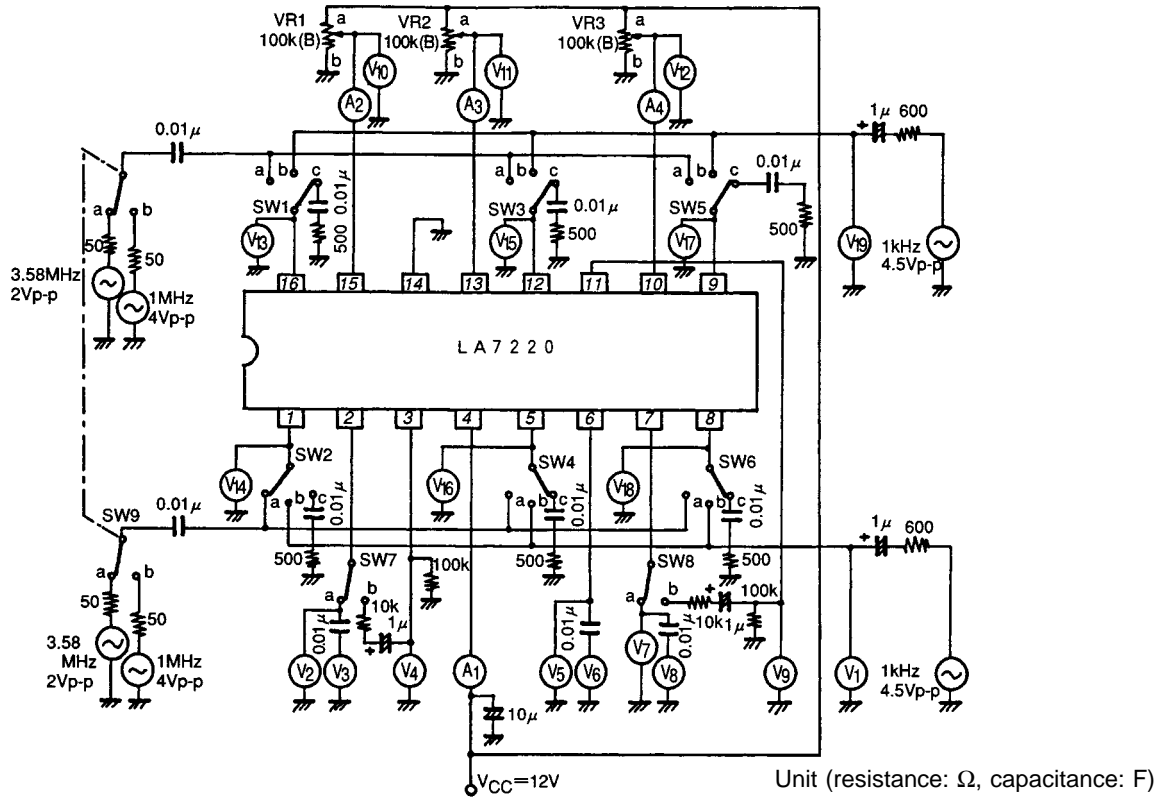 VR1 a
100k(B)
b
VR2 a
100k(B)
b
VR3 a
100k(B)
b
V10
V11
V12
A2
A3
A4
0.01μ
1μ 600
+
a b
50
50
3.58MHz
2Vp-p
1MHz
4Vp-p
a b c
SW1
0.01μ
500
V13
a b c
SW3
0.01μ
500
V15
a b c
SW5
0.01μ
500
V17
V19
1kHz
4.5Vp-p
16 15 14 13 12 11 10 9
LA7220
1 2 3 4 5 6 7 8
SW2
V14
a b c
0.01μ
500
SW4
V16
a b c
0.01μ
500
SW6
V18
a b c
0.01μ
500
SW9
0.01μ
a b
50
50
3.58
MHz
2Vp-p
1MHz
4Vp-p
SW7
a b
0.01μ
10k
1μ
+
100k
V2 V3 V4 A1
10μ
0.01μ
V5 V6
SW8
a b
0.01μ
10k
+
1μ
100k
V7 V8 V9
V1
1μ 600
+
1kHz
4.5Vp-p
VCC=12V
Unit (resistance: Ω, capacitance: F)